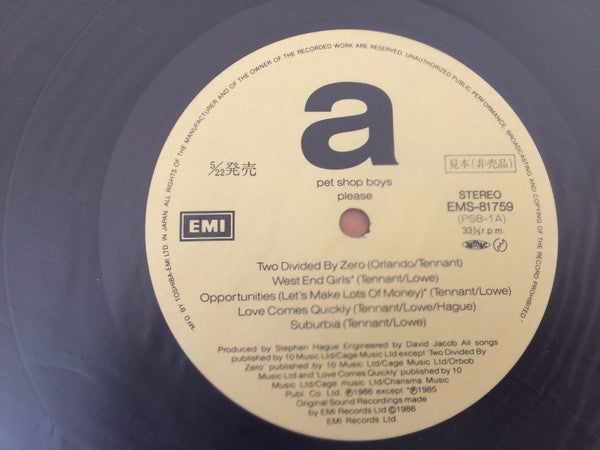 MFD BY TOSHIBA-EMI LTD IN JAPAN ALL RIGHTS OF THE MANUFACTURER AND OF THE OWNER OF THE RECORDED WORK ARE RESERVED. UNAUTHORIZED PUBLIC PERFORMANCE, BROADCASTING AND COPYING OF THE RECORD PROHIBITED
a
5/22発売
見本(非売品)
pet shop boys
please
EMI
STEREO
EMS-81759
(PSB-1A)
33⅓r.p.m.
Two Divided By Zero (Orlando/Tennant)
West End Girls* (Tennant/Lowe)
Opportunities (Let's Make Lots Of Money)* (Tennant/Lowe)
Love Comes Quickly (Tennant/Lowe/Hague)
Suburbia (Tennant/Lowe)
Produced by Stephen Hague Engineered by David Jacob All songs
published by 10 Music Ltd/Cage Music Ltd except 'Two Divided By
Zero' published by 10 Music Ltd/Cage Music Ltd/Orbob
Music Ltd and 'Love Comes Quickly' published by 10
Music Ltd/Cage music Ltd/Charisma Music
Publ. Co. Ltd ℗1986 except *℗1985
Original Sound Recordings made
by EMI Records Ltd ©1986
EMI Records Ltd.